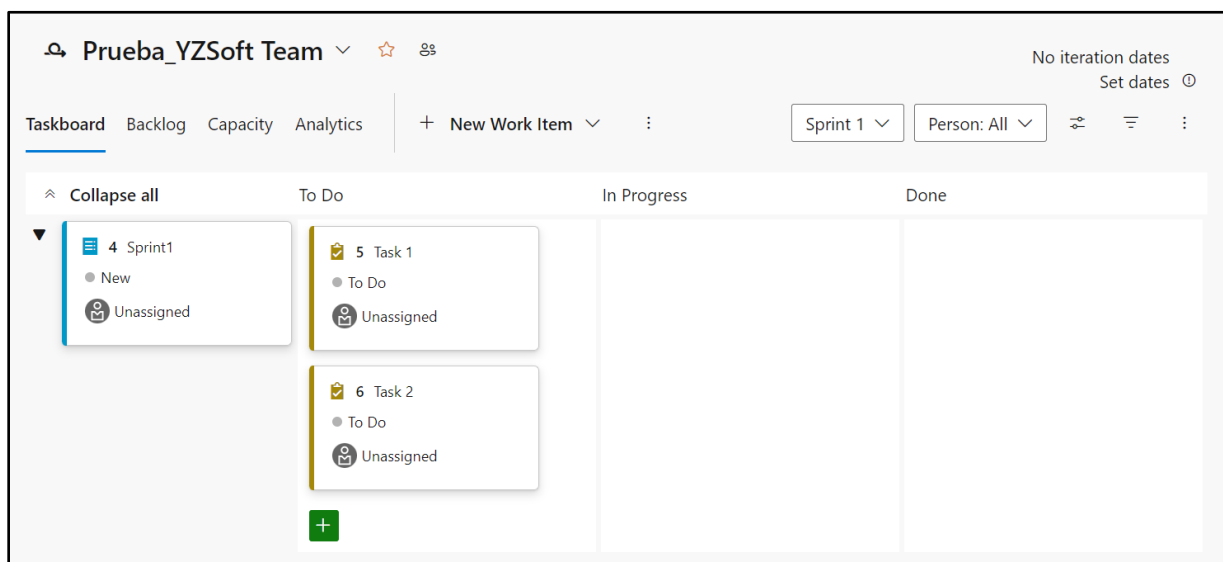 Prueba_YZSoft Team
No iteration dates
Set dates
Taskboard Backlog Capacity Analytics + New Work Item Sprint 1 Person: All
Collapse all To Do In Progress Done
4 Sprint1
New
Unassigned
5 Task 1
To Do
Unassigned
6 Task 2
To Do
Unassigned
+